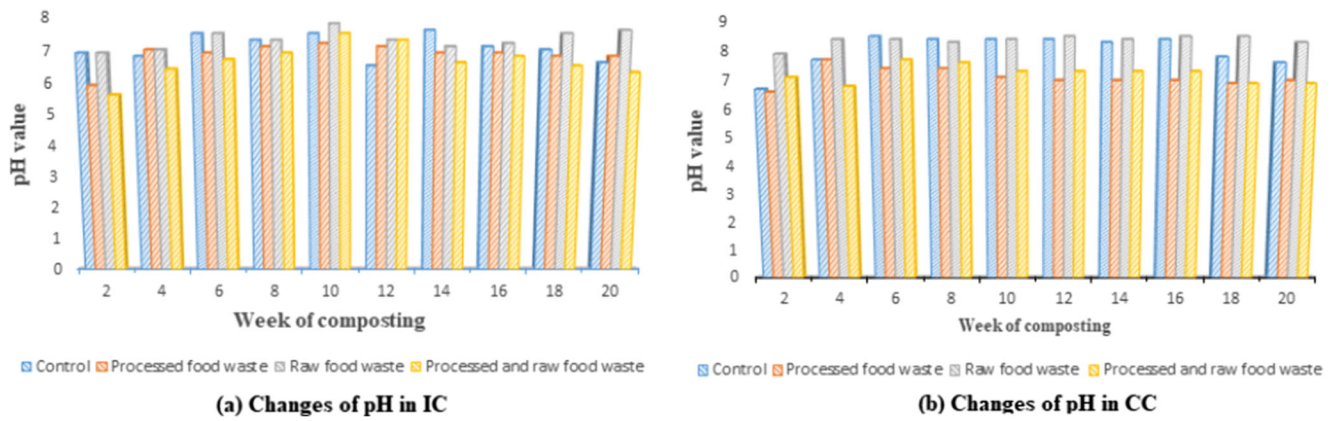 8
7
6
5
4
3
2
1
0
pH value
2 4 6 8 10 12 14 16 18 20
Week of composting
Control Processed food waste Raw food waste Processed and raw food waste
(a) Changes of pH in IC
9
8
7
6
5
4
3
2
1
0
pH value
2 4 6 8 10 12 14 16 18 20
Week of composting
Control Processed food waste Raw food waste Processed and raw food waste
(b) Changes of pH in CC